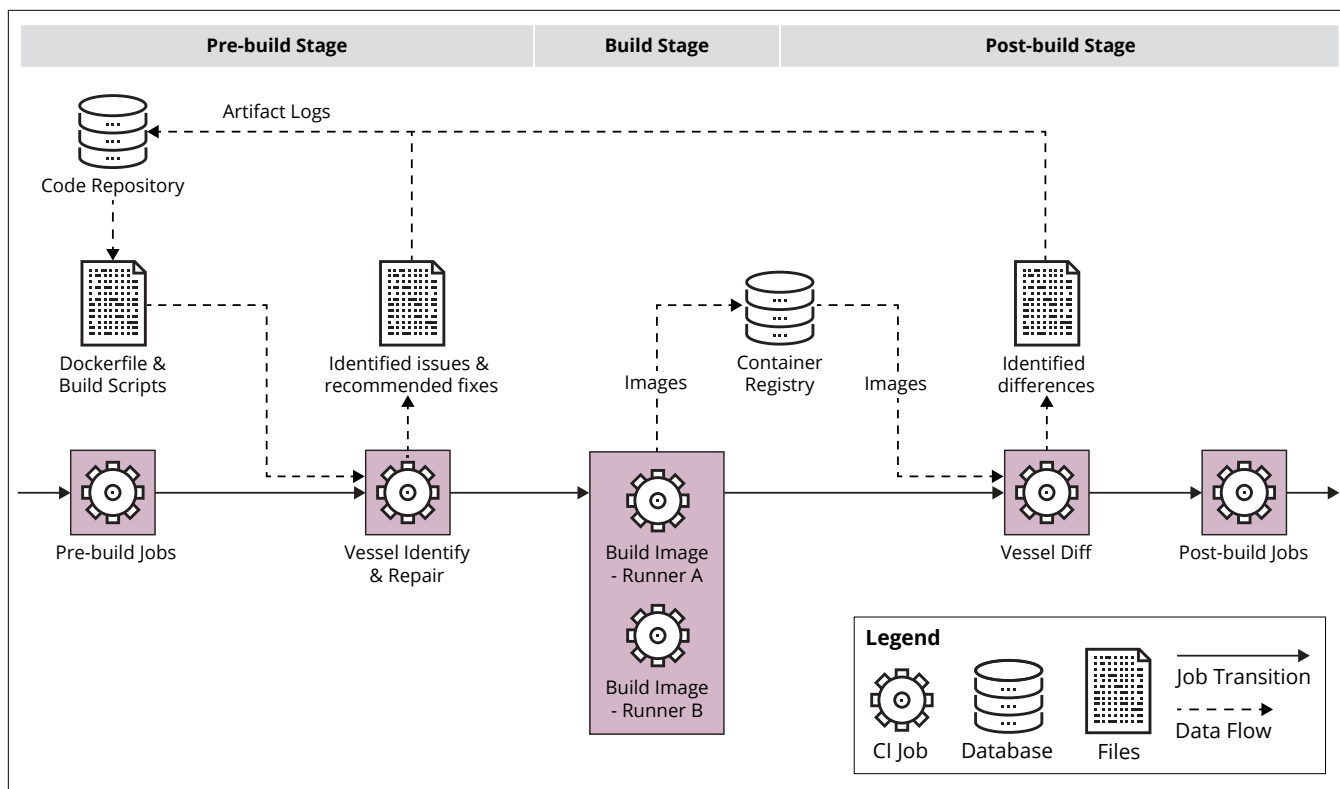 Pre-build Stage
Build Stage
Post-build Stage
Artifact Logs
Code Repository
Dockerfile &
Build Scripts
Identified issues &
recommended fixes
Images
Container
Registry
Images
Identified
differences
Pre-build Jobs
Vessel Identify
& Repair
Build Image
- Runner A
Build Image
- Runner B
Vessel Diff
Post-build Jobs
Legend
CI Job
Database
Files
Job Transition
Data Flow